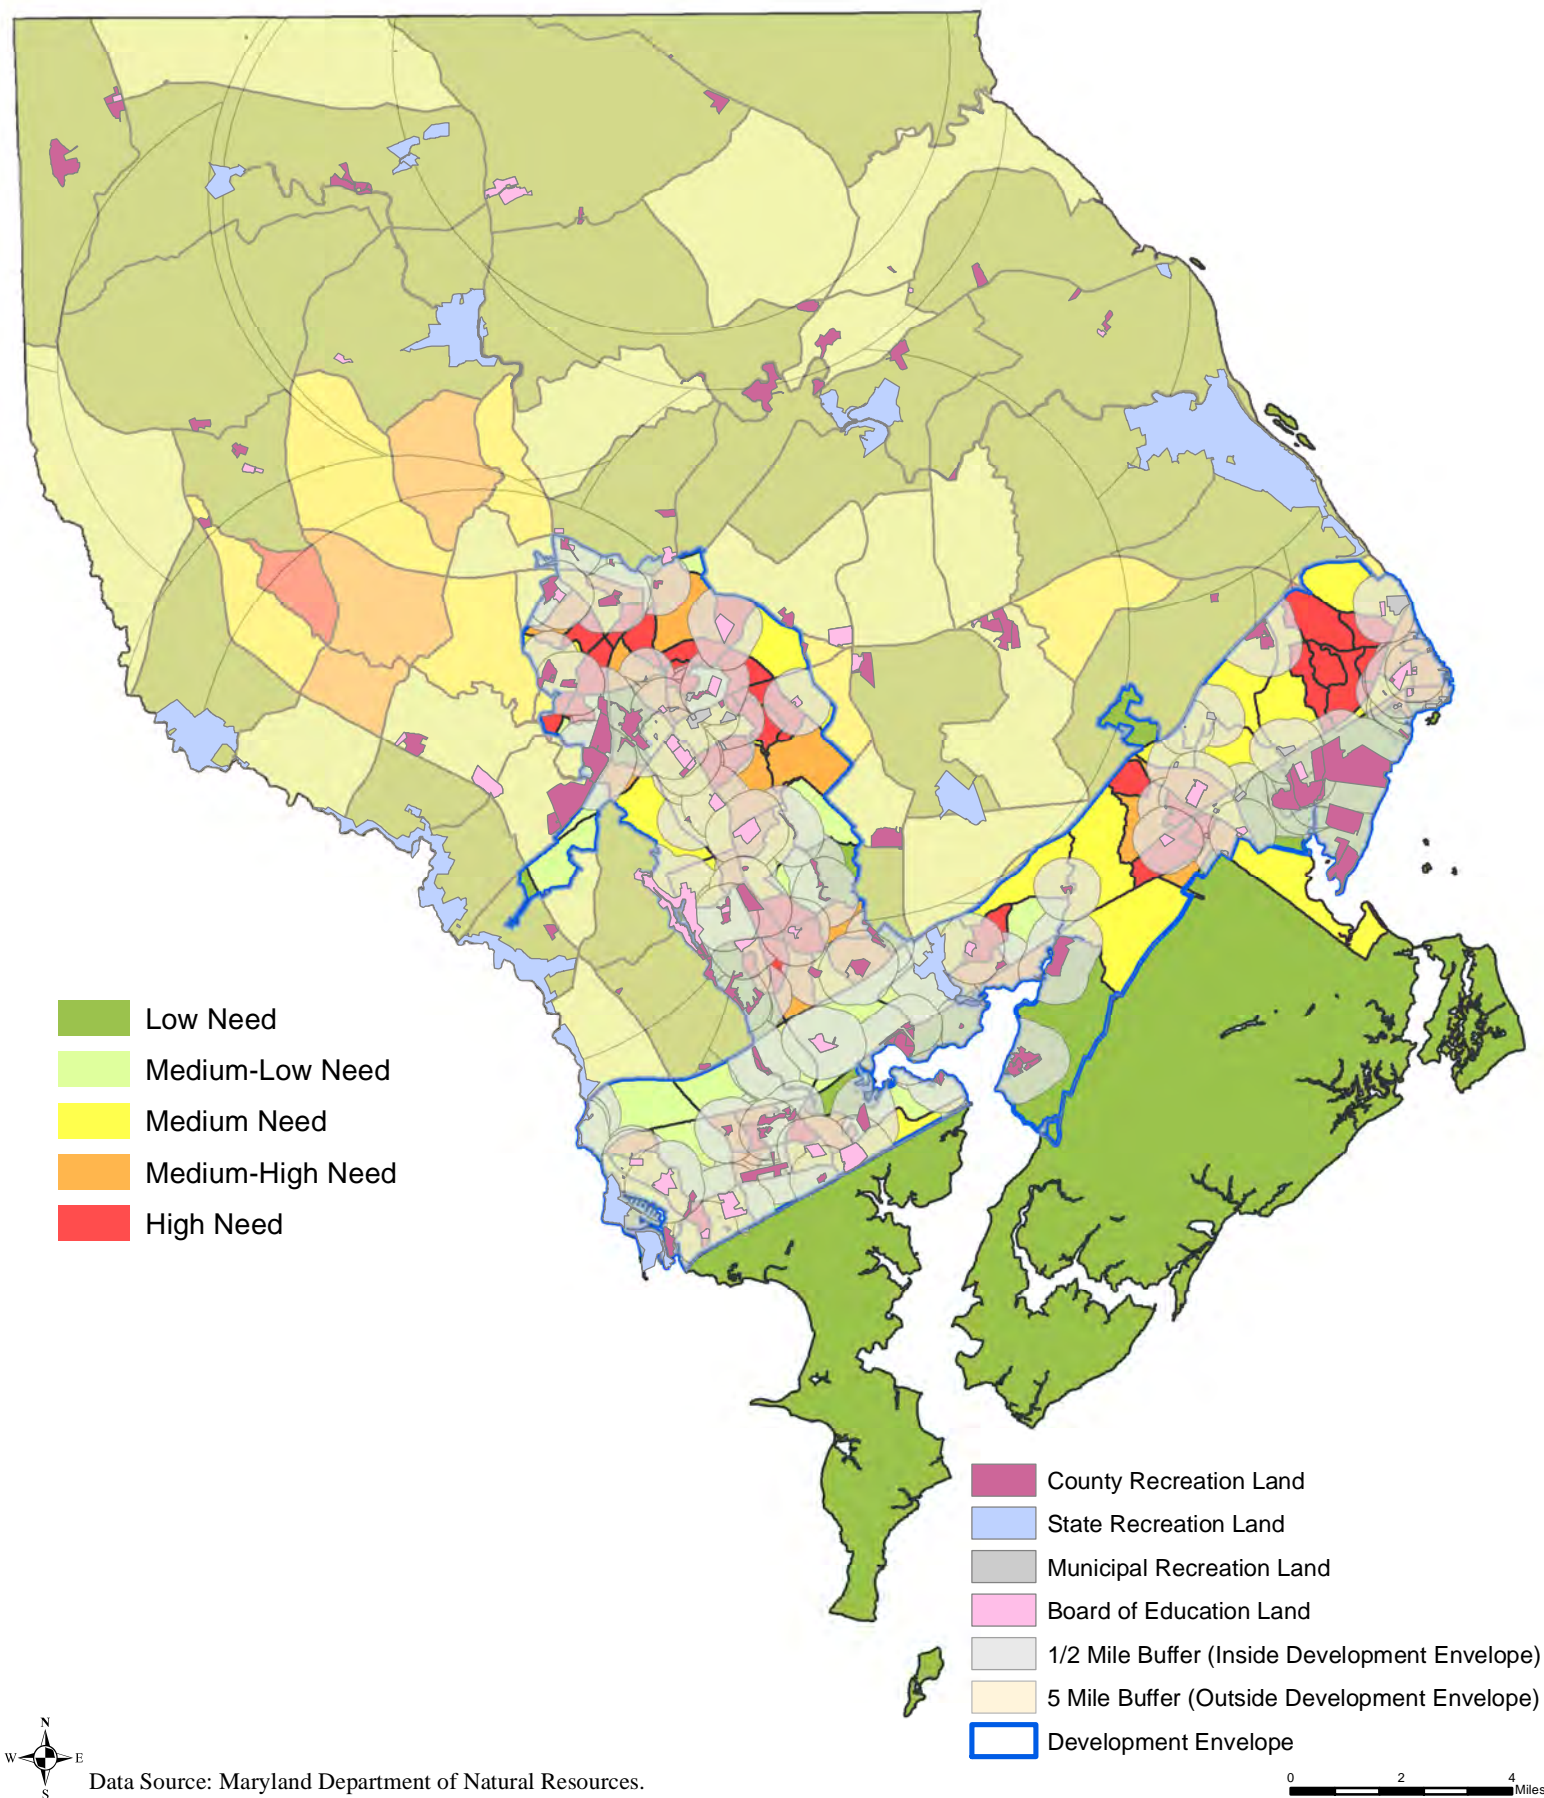 Low Need
Medium-Low Need
Medium Need
Medium-High Need
High Need
County Recreation Land
State Recreation Land
Municipal Recreation Land
Board of Education Land
1/2 Mile Buffer (Inside Development Envelope)
5 Mile Buffer (Outside Development Envelope)
Development Envelope
N
W E
S
Data Source: Maryland Department of Natural Resources.
0 2 4
Miles